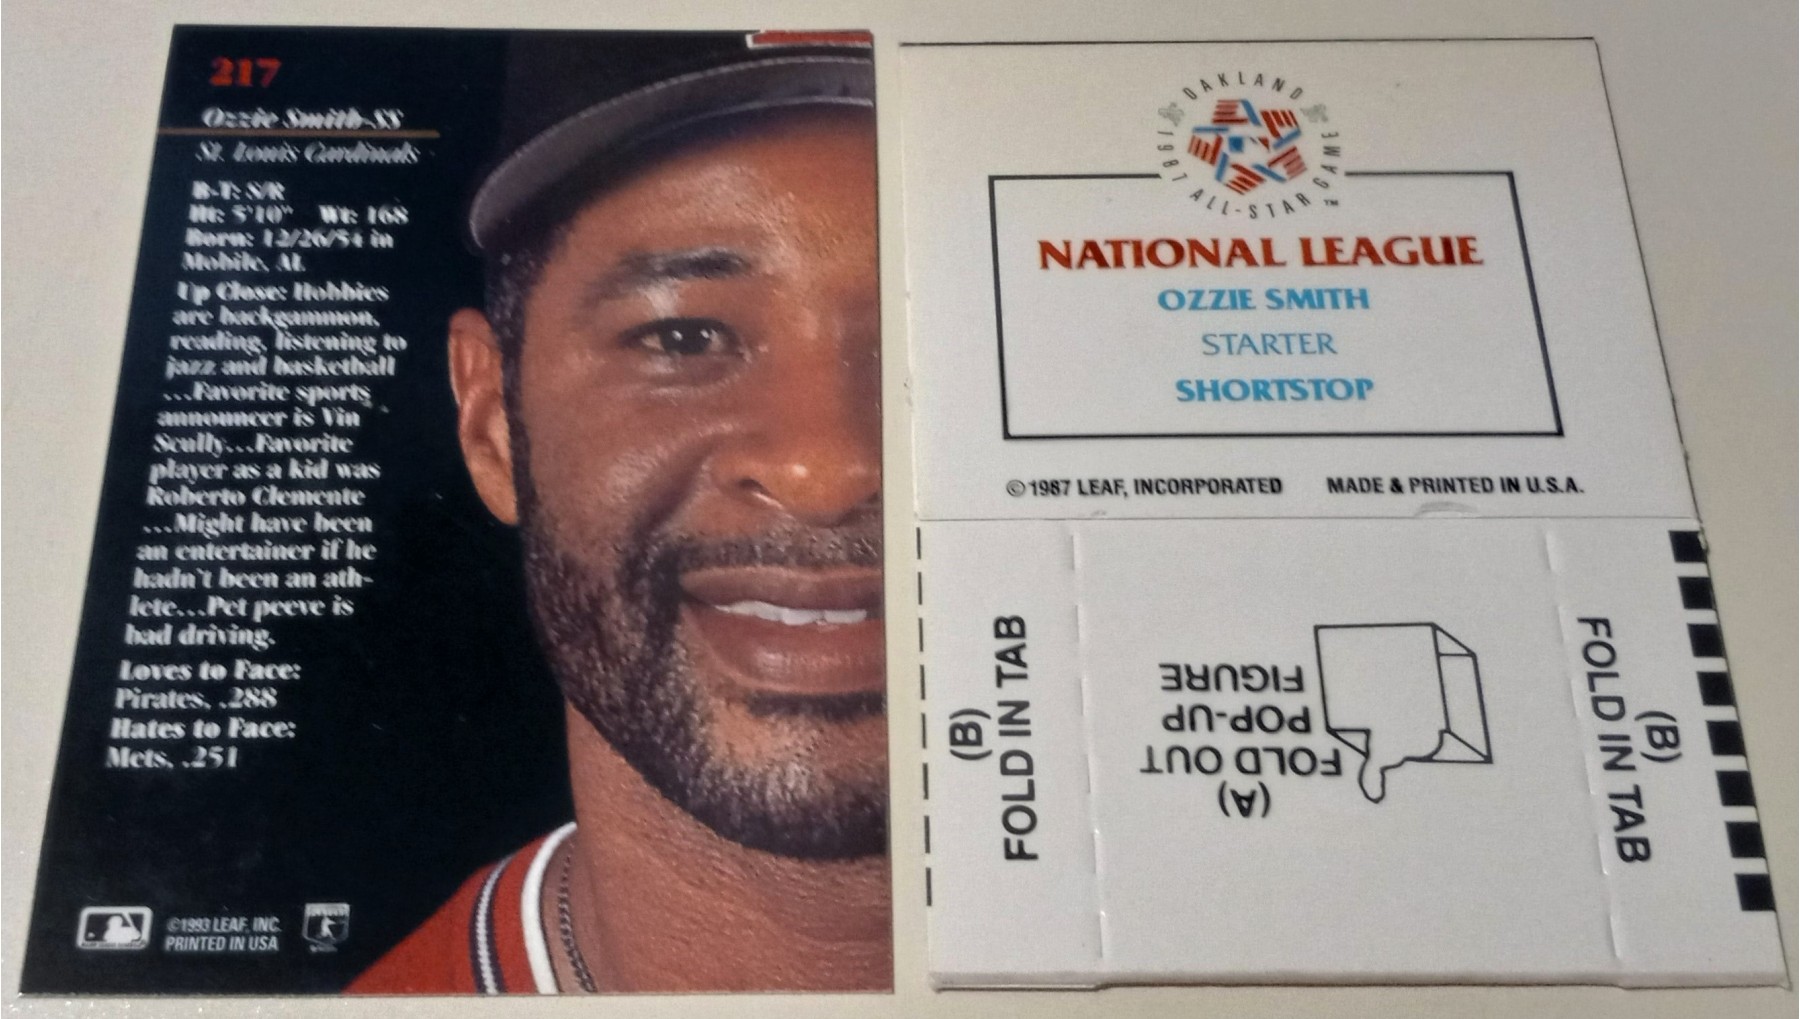 217
Ozzie Smith-SS
St. Louis Cardinals
B-T: S/R
Ht: 5'10" Wt: 168
Born: 12/26/54 in
Mobile, AL
Up Close: Hobbies
are backgammon,
reading, listening to
jazz and basketball
...Favorite sports
announcer is Vin
Scully...Favorite
player as a kid was
Roberto Clemente
...Might have been
an entertainer if he
hadn't been an ath-
lete...Pet peeve is
bad driving.
Loves to Face:
Pirates, .288
Hates to Face:
Mets, .251
©1993 LEAF, INC.
PRINTED IN USA
OAKLAND
1987 ALL-STAR GAME™
NATIONAL LEAGUE
OZZIE SMITH
STARTER
SHORTSTOP
©1987 LEAF, INCORPORATED MADE & PRINTED IN U.S.A.
(B)
FOLD IN TAB
(A)
FOLD OUT
POP-UP
FIGURE
(B)
FOLD IN TAB